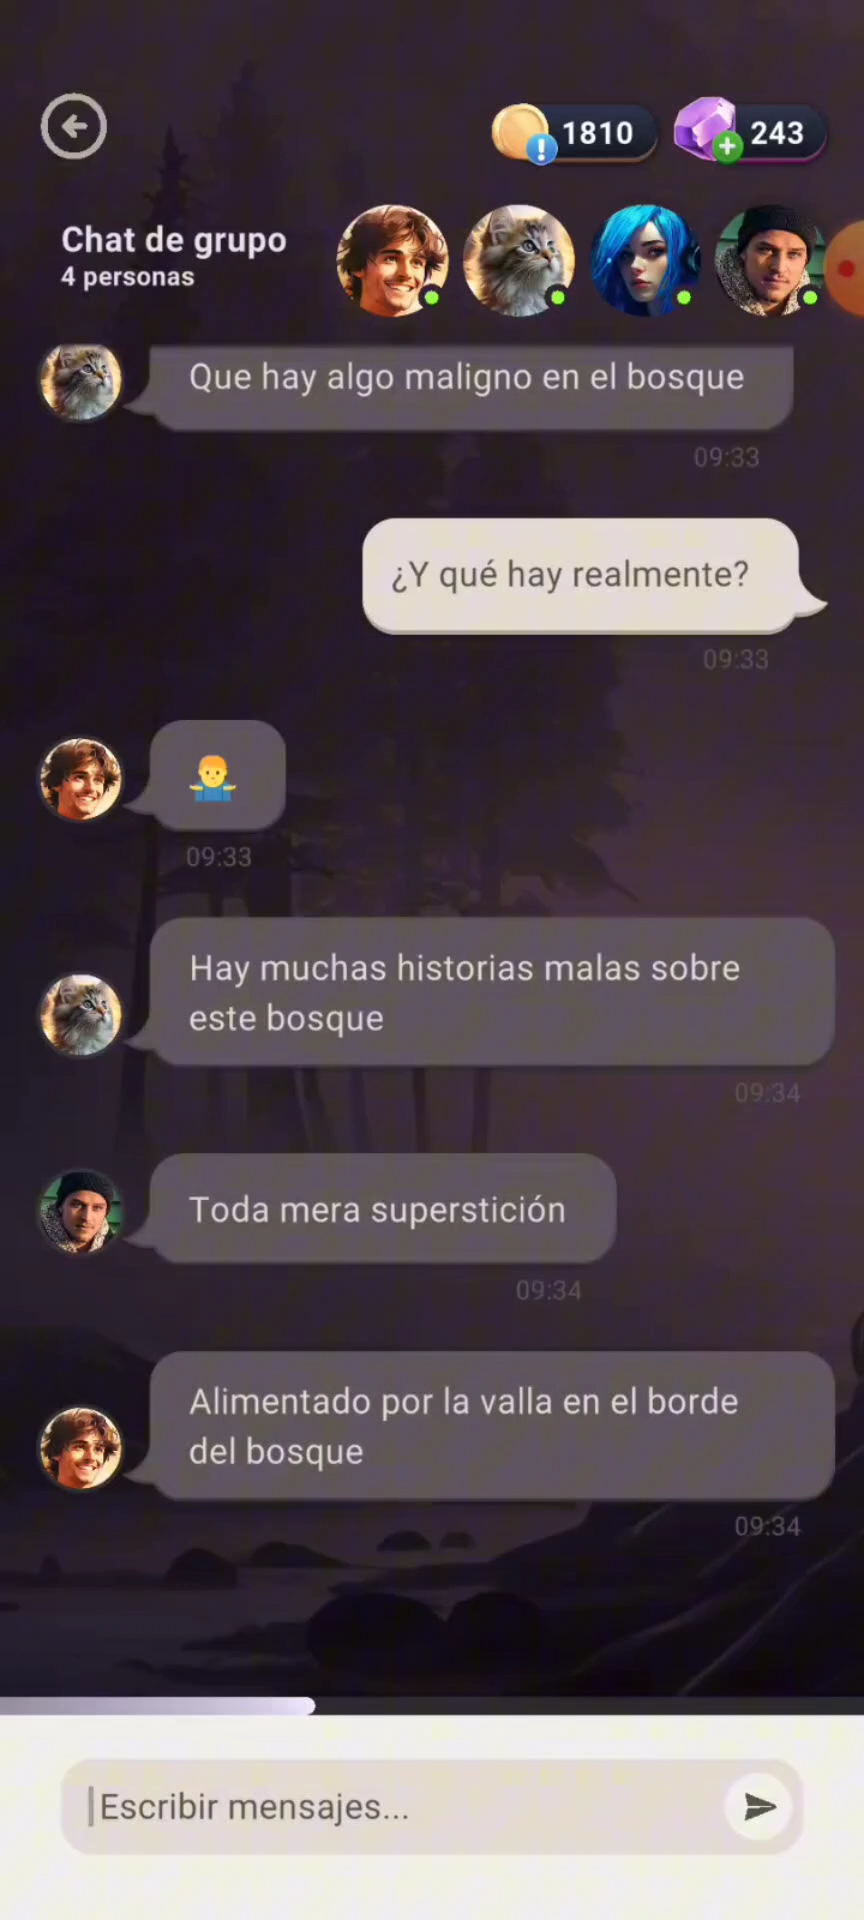 1810
243
Chat de grupo
4 personas
Que hay algo maligno en el bosque
09:33
¿Y qué hay realmente?
09:33
09:33
Hay muchas historias malas sobre
este bosque
09:34
Toda mera superstición
09:34
Alimentado por la valla en el borde
del bosque
09:34
Escribir mensajes...